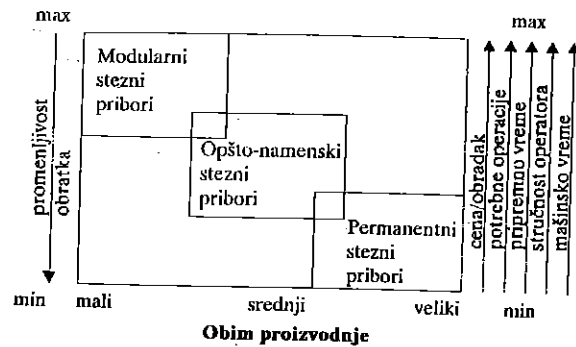 max
max
Modularni
stezni
pribori
Opšto-namenski
stezni
pribori
Permanentni
stezni
pribori
promenljivost
obratka
cena/obradak
potrebne operacije
pripremno vreme
stručnost operatora
mašinsko vreme
min
mali
srednji
veliki
min
Obim proizvodnje